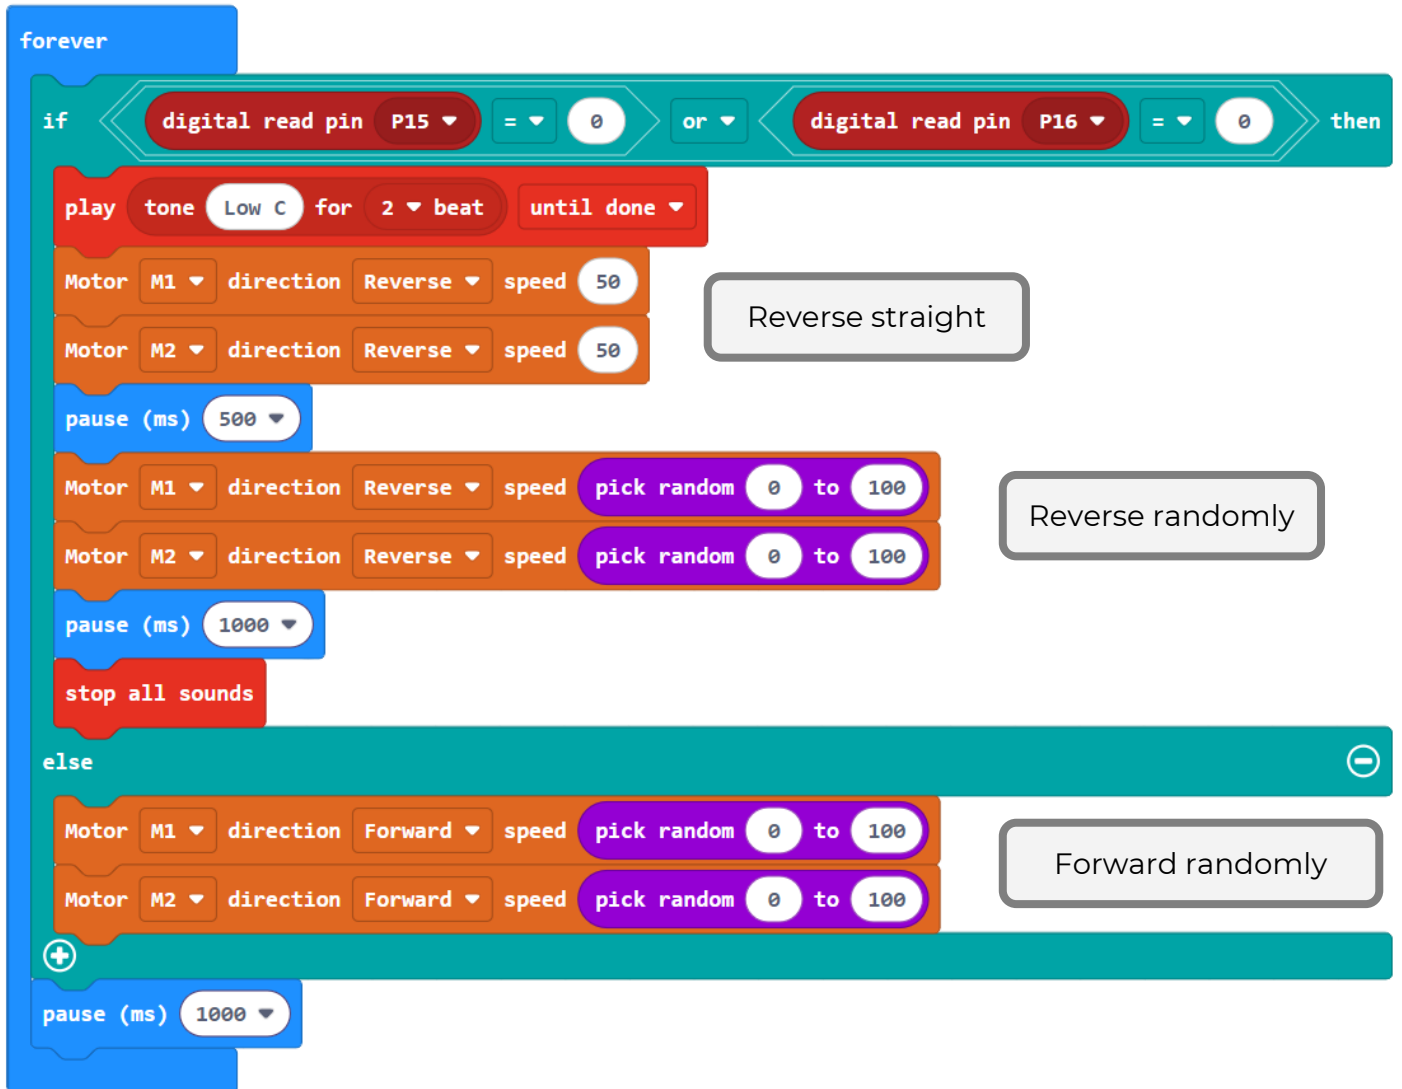 forever
if digital read pin P15 = 0 or digital read pin P16 = 0 then
play tone Low C for 2 beat until done
Motor M1 direction Reverse speed 50
Reverse straight
Motor M2 direction Reverse speed 50
pause (ms) 500
Motor M1 direction Reverse speed pick random 0 to 100
Reverse randomly
Motor M2 direction Reverse speed pick random 0 to 100
pause (ms) 1000
stop all sounds
else
Motor M1 direction Forward speed pick random 0 to 100
Forward randomly
Motor M2 direction Forward speed pick random 0 to 100
pause (ms) 1000